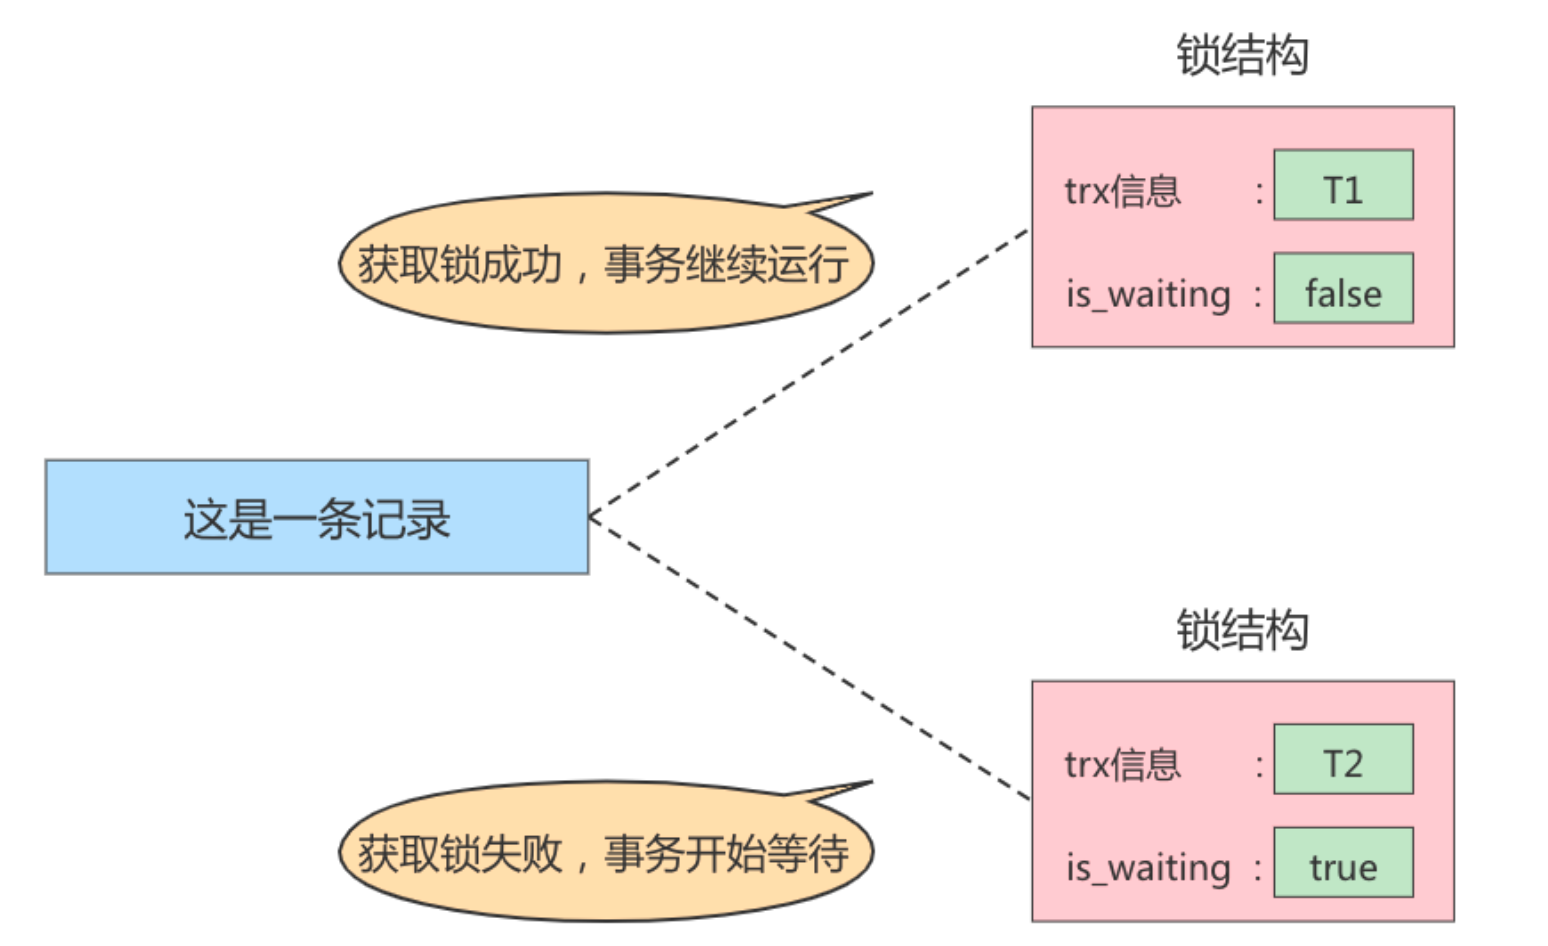 锁结构
trx信息 : T1
获取锁成功，事务继续运行
is_waiting : false
这是一条记录
锁结构
trx信息 : T2
获取锁失败，事务开始等待
is_waiting : true